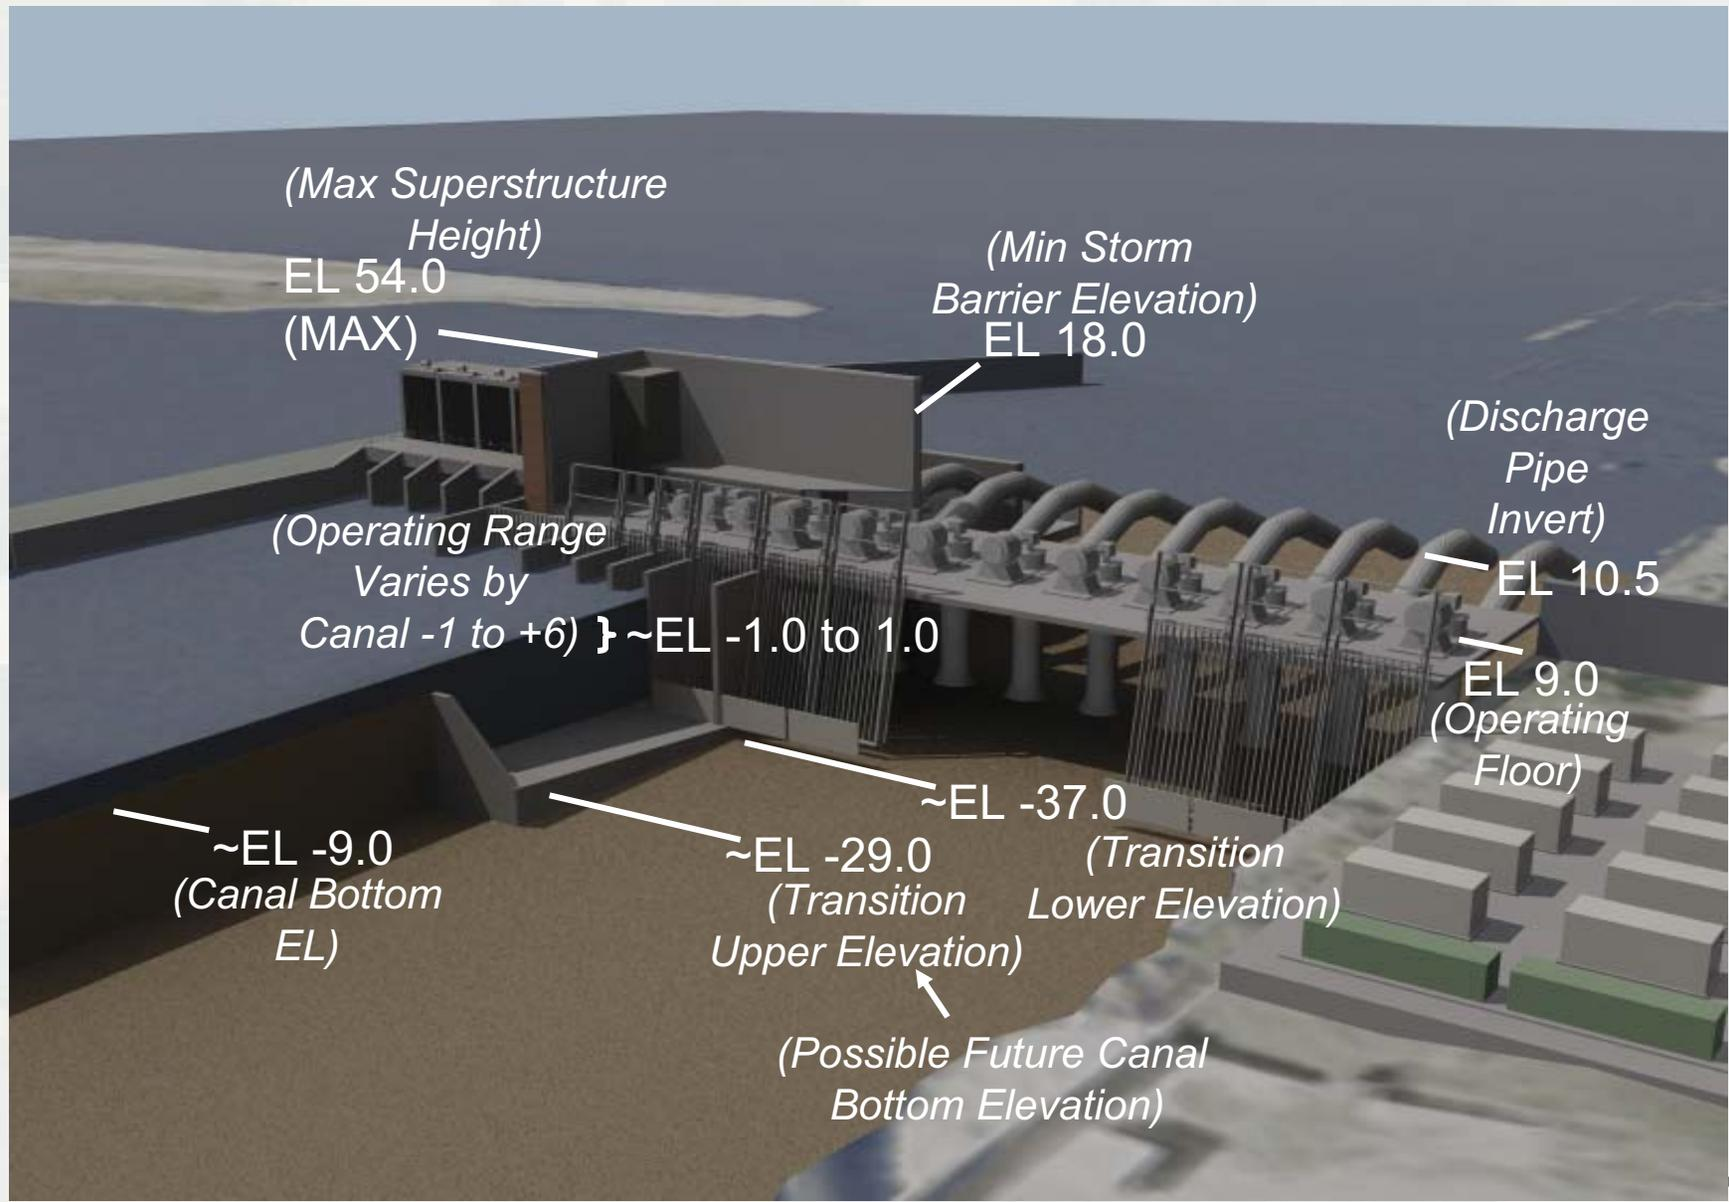 (Max Superstructure
Height)
EL 54.0
(MAX)
(Min Storm
Barrier Elevation)
EL 18.0
(Discharge
Pipe
Invert)
EL 10.5
(Operating Range
Varies by
Canal -1 to +6) } ~EL -1.0 to 1.0
EL 9.0
(Operating
Floor)
~EL -37.0
(Transition
Lower Elevation)
~EL -29.0
(Transition
Upper Elevation)
~EL -9.0
(Canal Bottom
EL)
(Possible Future Canal
Bottom Elevation)